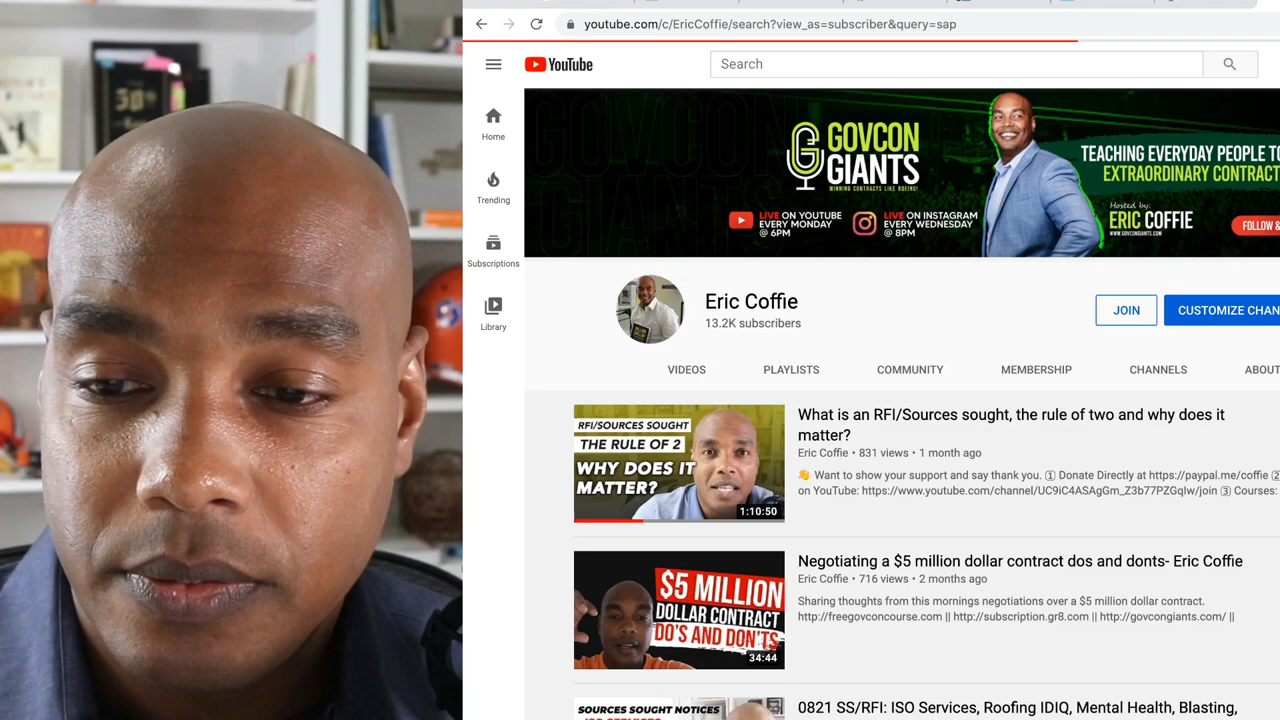 youtube.com/c/EricCoffie/search?view_as=subscriber&query=sap
YouTube
Search
Home
Trending
Subscriptions
Library
GOVCON
GIANTS
WINNING CONTRACTS LIKE BOEING!
LIVE ON YOUTUBE
EVERY MONDAY
@ 6PM
LIVE ON INSTAGRAM
EVERY WEDNESDAY
@ 8PM
TEACHING EVERYDAY PEOPLE TO
EXTRAORDINARY CONTRACT
Hosted by:
ERIC COFFIE
WWW.GOVCONGIANTS.COM
FOLLOW &
Eric Coffie
13.2K subscribers
JOIN
CUSTOMIZE CHAN
VIDEOS
PLAYLISTS
COMMUNITY
MEMBERSHIP
CHANNELS
ABOUT
RFI/SOURCES SOUGHT
THE RULE OF 2
WHY DOES IT
MATTER?
1:10:50
What is an RFI/Sources sought, the rule of two and why does it
matter?
Eric Coffie • 831 views • 1 month ago
👋 Want to show your support and say thank you. ① Donate Directly at https://paypal.me/coffie ②
on YouTube: https://www.youtube.com/channel/UC9iC4ASAgGm_Z3b77PZGqlw/join ③ Courses:
$5 MILLION
DOLLAR CONTRACT
DO'S AND DON'TS
34:44
Negotiating a $5 million dollar contract dos and donts- Eric Coffie
Eric Coffie • 716 views • 2 months ago
Sharing thoughts from this mornings negotiations over a $5 million dollar contract.
http://freegovconcourse.com || http://subscription.gr8.com || http://govcongiants.com/ ||
SOURCES SOUGHT NOTICES
0821 SS/RFI: ISO Services, Roofing IDIQ, Mental Health, Blasting,